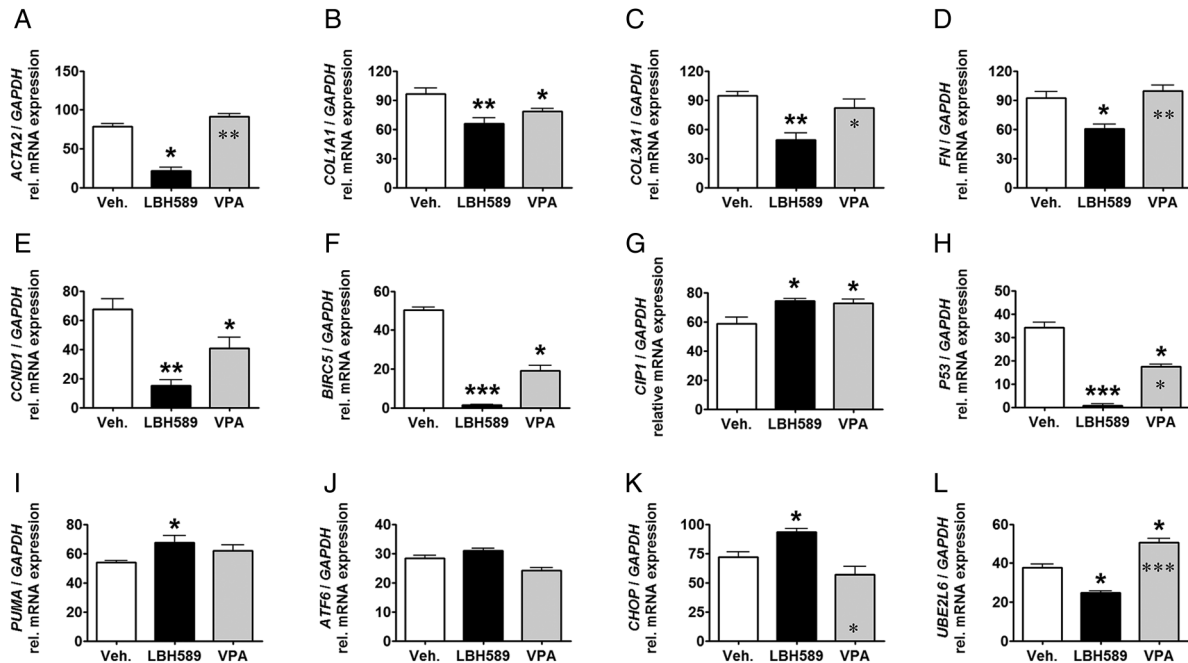 A
ACTA2 / GAPDH
rel. mRNA expression
150
100
50
0
*
**
Veh. LBH589 VPA
B
COL1A1 / GAPDH
rel. mRNA expression
120
90
60
30
0
**
*
Veh. LBH589 VPA
C
COL3A1 / GAPDH
rel. mRNA expression
120
90
60
30
0
**
*
Veh. LBH589 VPA
D
FN / GAPDH
rel. mRNA expression
120
90
60
30
0
*
**
Veh. LBH589 VPA
E
CCND1 / GAPDH
rel. mRNA expression
80
60
40
20
0
**
*
Veh. LBH589 VPA
F
BIRC5 / GAPDH
rel. mRNA expression
60
40
20
0
***
*
Veh. LBH589 VPA
G
CIP1 / GAPDH
relative mRNA expression
80
60
40
20
0
*
*
Veh. LBH589 VPA
H
P53 / GAPDH
rel. mRNA expression
50
40
30
20
10
0
***
*
*
Veh. LBH589 VPA
I
PUMA / GAPDH
rel. mRNA expression
80
60
40
20
0
*
Veh. LBH589 VPA
J
ATF6 / GAPDH
rel. mRNA expression
40
30
20
10
0
Veh. LBH589 VPA
K
CHOP / GAPDH
rel. mRNA expression
100
75
50
25
0
*
*
Veh. LBH589 VPA
L
UBE2L6 / GAPDH
rel. mRNA expression
60
40
20
0
*
*
***
Veh. LBH589 VPA